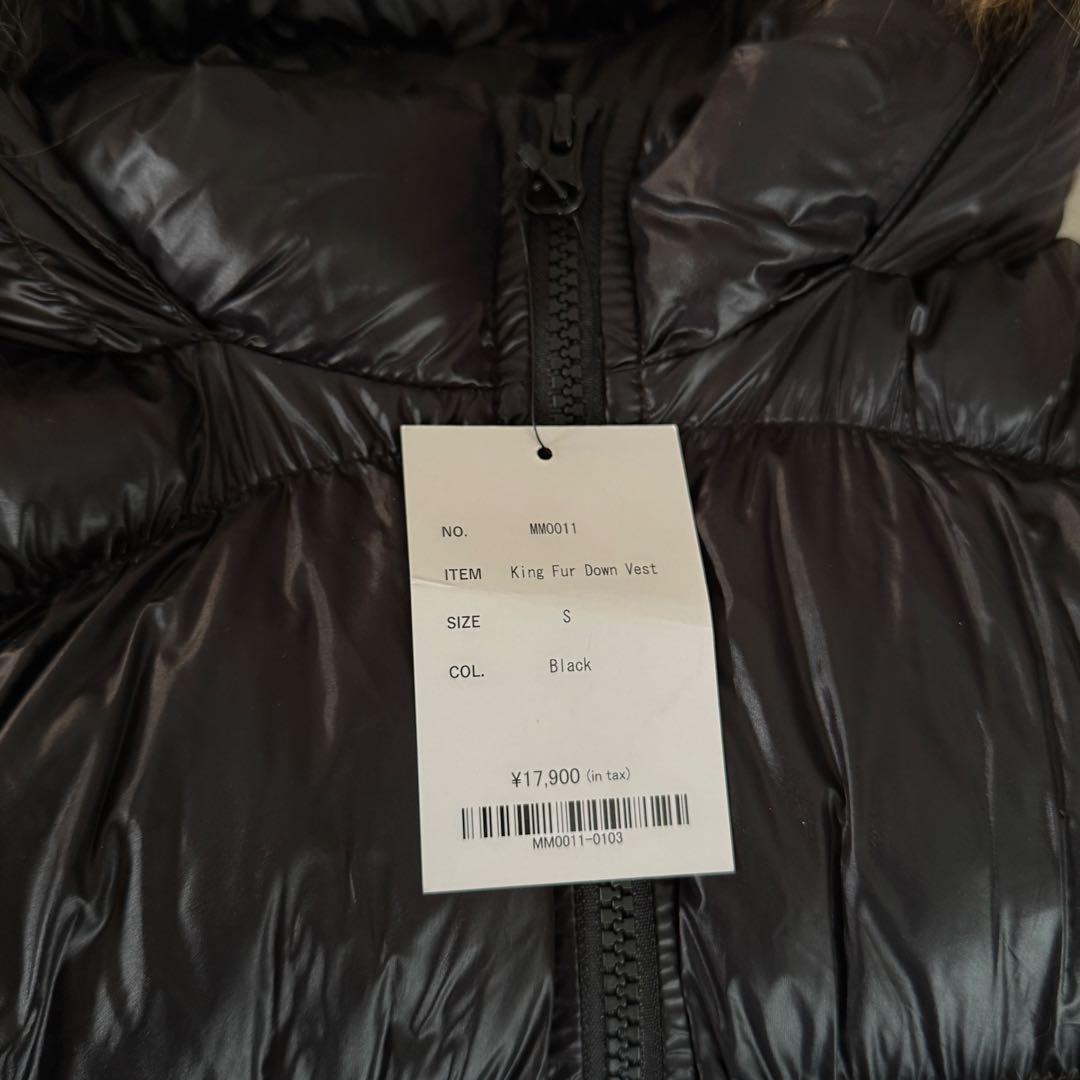 NO. MM0011
ITEM King Fur Down Vest
SIZE S
COL. Black
¥17,900 (in tax)
MM0011-0103